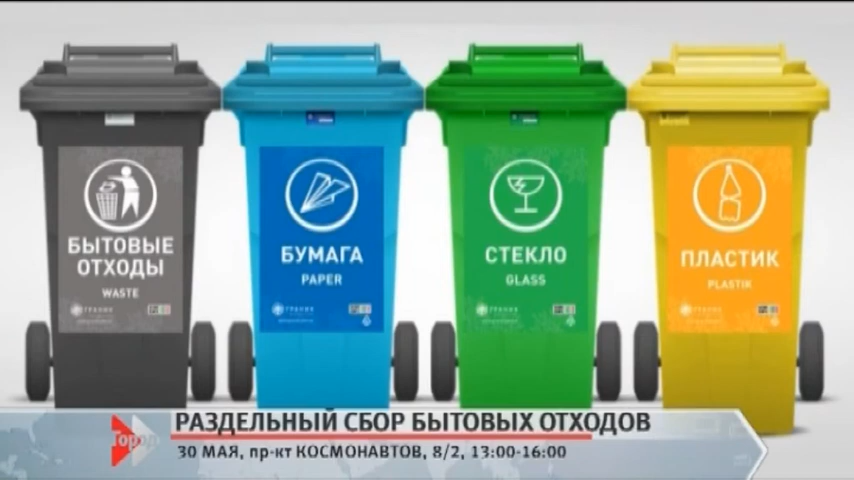 БЫТОВЫЕ
ОТХОДЫ
WASTE
БУМАГА
PAPER
СТЕКЛО
GLASS
ПЛАСТИК
PLASTIK
Город
РАЗДЕЛЬНЫЙ СБОР БЫТОВЫХ ОТХОДОВ
30 МАЯ, пр-кт КОСМОНАВТОВ, 8/2, 13:00-16:00